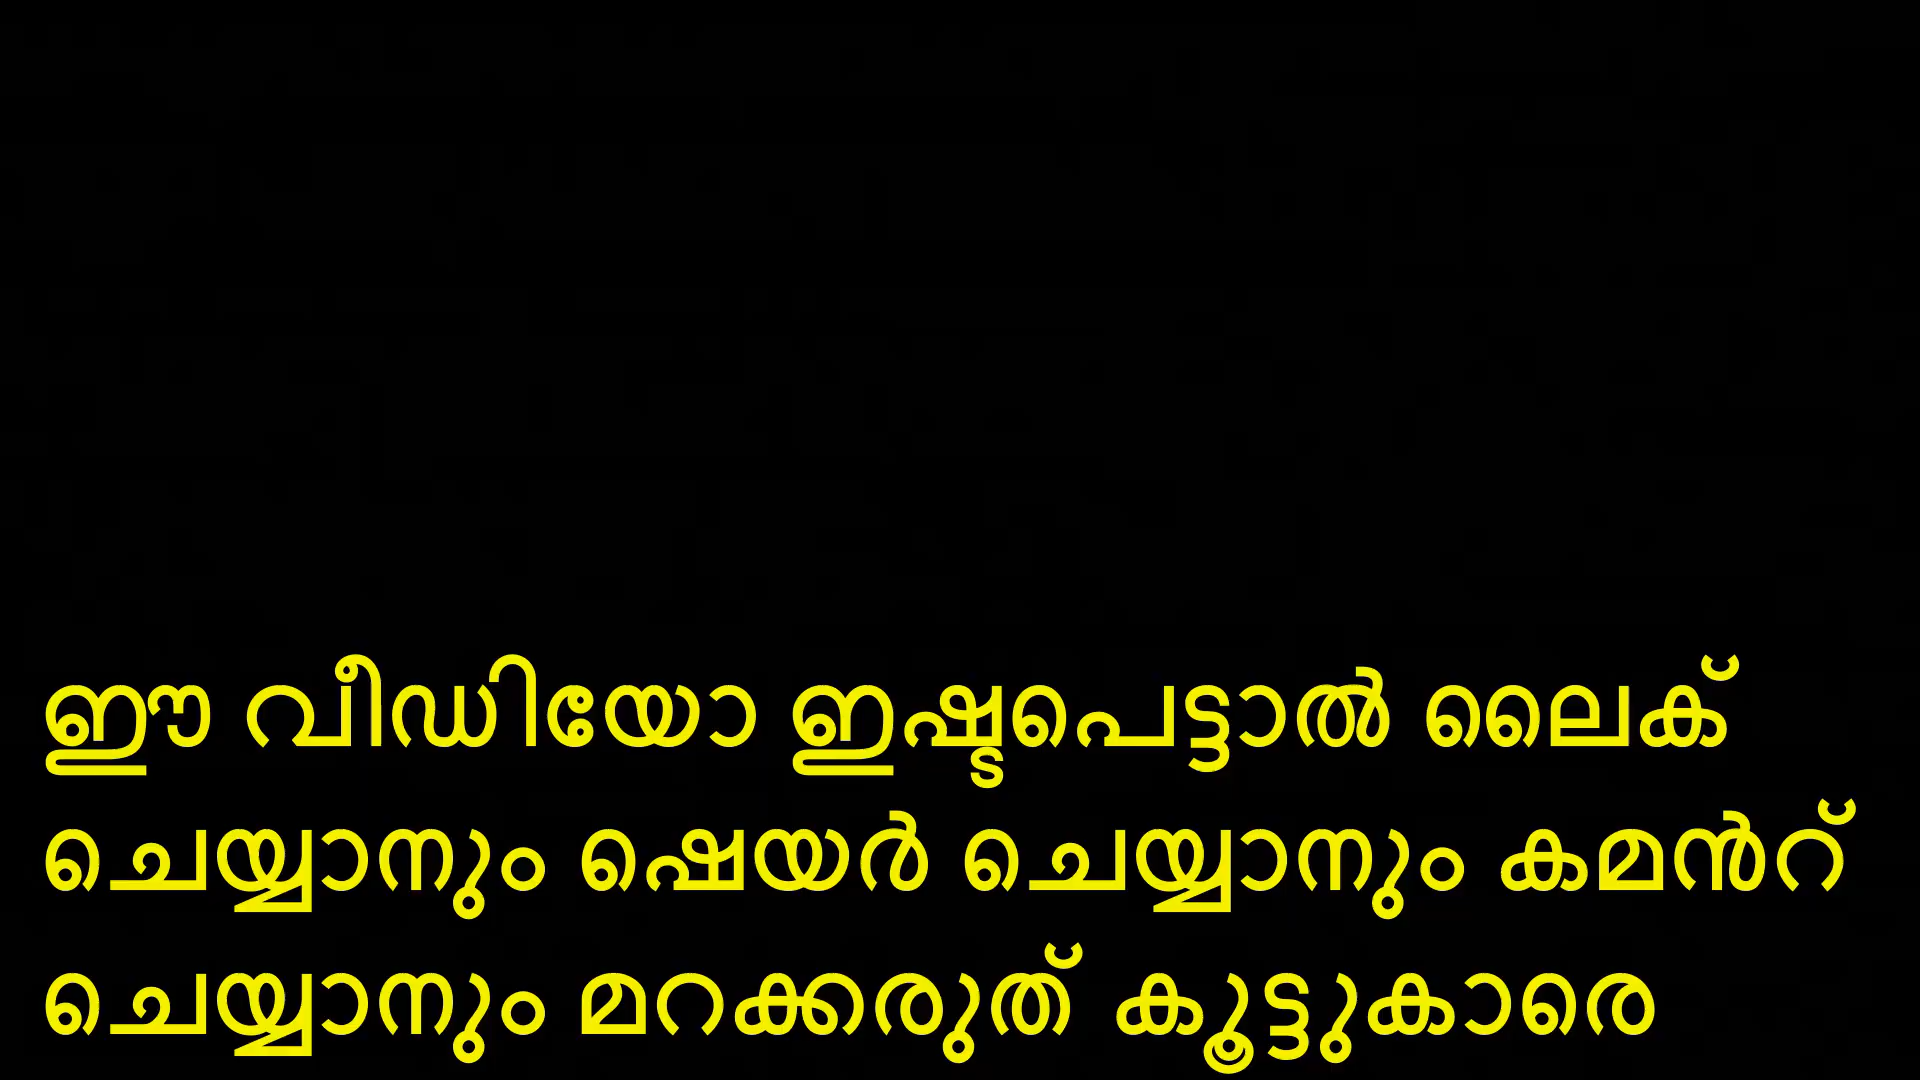 ഈ വീഡിയോ ഇഷ്ടപെട്ടാൽ ലൈക്
ചെയ്യാനും ഷെയർ ചെയ്യാനും കമൻറ്
ചെയ്യാനും മറക്കരുത് കൂട്ടുകാരെ